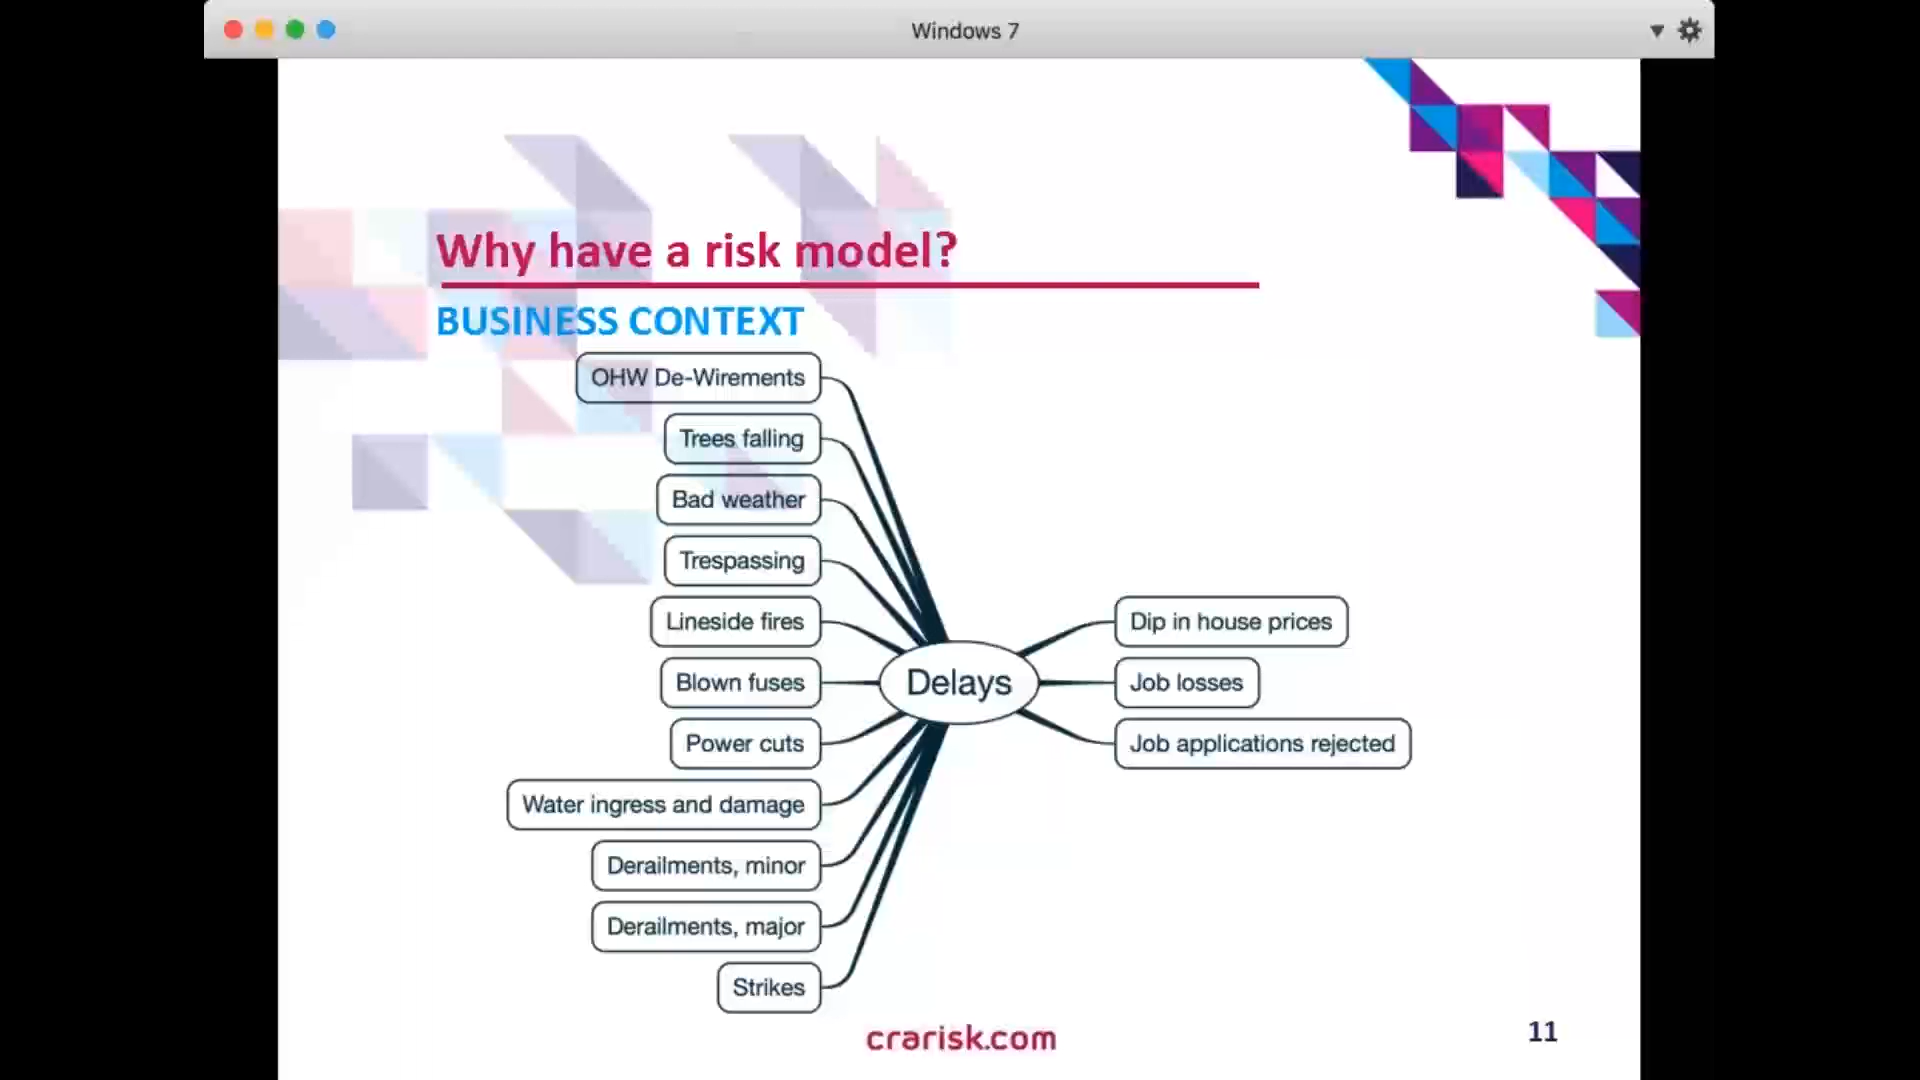 Windows 7
Why have a risk model?
BUSINESS CONTEXT
OHW De-Wirements
Trees falling
Bad weather
Trespassing
Lineside fires
Blown fuses
Power cuts
Water ingress and damage
Derailments, minor
Derailments, major
Strikes
Delays
Dip in house prices
Job losses
Job applications rejected
crarisk.com
11